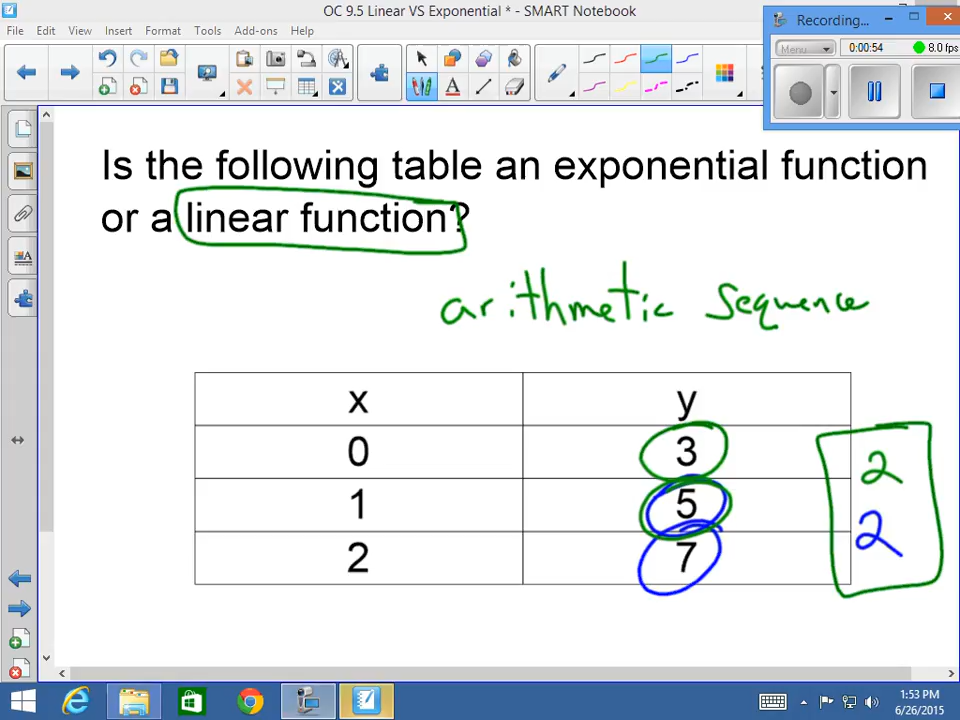 OC 9.5 Linear VS Exponential * - SMART Notebook
Recording...
File Edit View Insert Format Tools Add-ons Help
Menu 0:00:54 8.0 fps
Is the following table an exponential function
or a linear function?
arithmetic sequence
x y
0 3
2
1 5
2
2 7
1:53 PM
6/26/2015